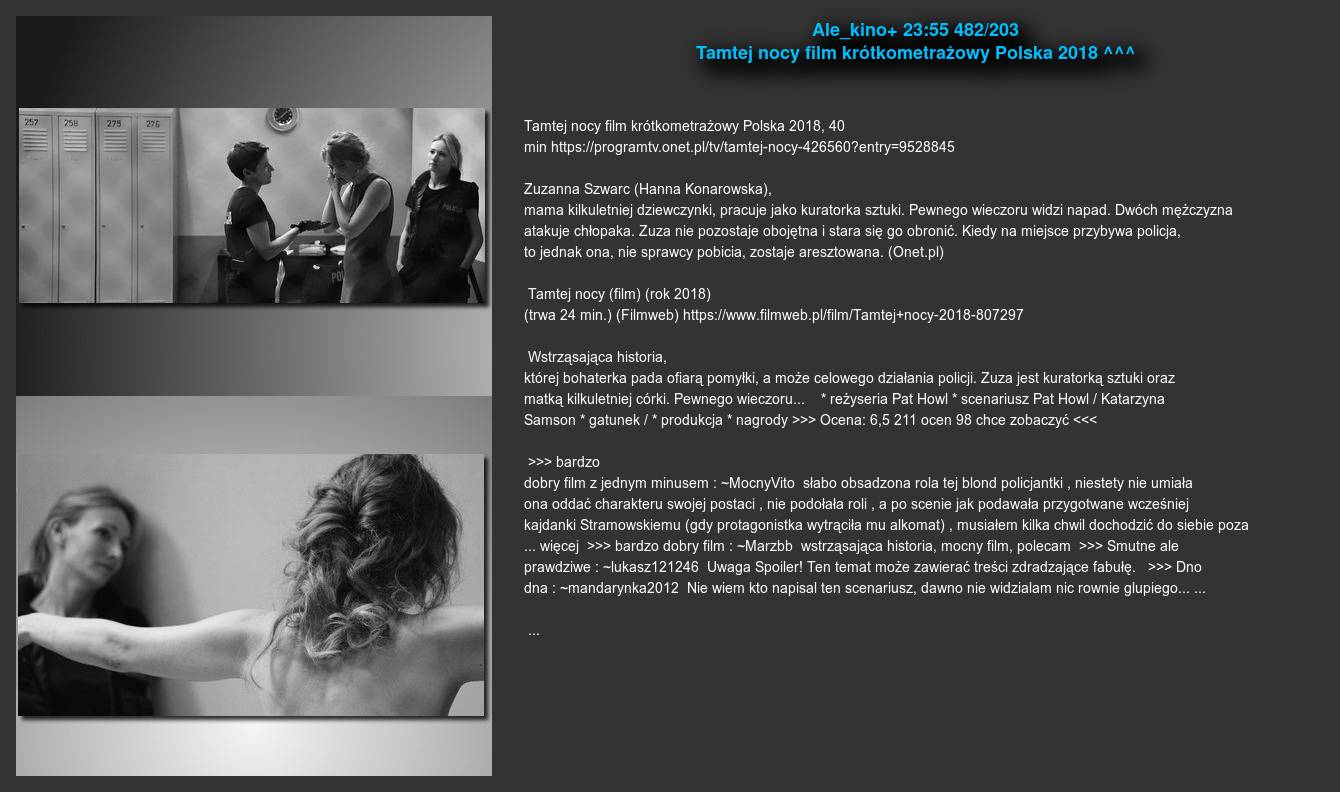 Ale_kino+ 23:55 482/203
Tamtej nocy film krótkometrażowy Polska 2018 ^^^
257
258
275
276
POLICJA
POL
Tamtej nocy film krótkometrażowy Polska 2018, 40
min https://programtv.onet.pl/tv/tamtej-nocy-426560?entry=9528845
Zuzanna Szwarc (Hanna Konarowska),
mama kilkuletniej dziewczynki, pracuje jako kuratorka sztuki. Pewnego wieczoru widzi napad. Dwóch mężczyzna
atakuje chłopaka. Zuza nie pozostaje obojętna i stara się go obronić. Kiedy na miejsce przybywa policja,
to jednak ona, nie sprawcy pobicia, zostaje aresztowana. (Onet.pl)
Tamtej nocy (film) (rok 2018)
(trwa 24 min.) (Filmweb) https://www.filmweb.pl/film/Tamtej+nocy-2018-807297
Wstrząsająca historia,
której bohaterka pada ofiarą pomyłki, a może celowego działania policji. Zuza jest kuratorką sztuki oraz
matką kilkuletniej córki. Pewnego wieczoru... * reżyseria Pat Howl * scenariusz Pat Howl / Katarzyna
Samson * gatunek / * produkcja * nagrody >>> Ocena: 6,5 211 ocen 98 chce zobaczyć <<<
>>> bardzo
dobry film z jednym minusem : ~MocnyVito słabo obsadzona rola tej blond policjantki , niestety nie umiała
ona oddać charakteru swojej postaci , nie podołała roli , a po scenie jak podawała przygotwane wcześniej
kajdanki Stramowskiemu (gdy protagonistka wytrąciła mu alkomat) , musiałem kilka chwil dochodzić do siebie poza
... więcej >>> bardzo dobry film : ~Marzbb wstrząsająca historia, mocny film, polecam >>> Smutne ale
prawdziwe : ~lukasz121246 Uwaga Spoiler! Ten temat może zawierać treści zdradzające fabułę. >>> Dno
dna : ~mandarynka2012 Nie wiem kto napisal ten scenariusz, dawno nie widzialam nic rownie glupiego... ...
...